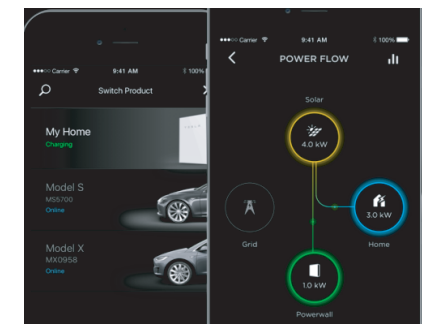 Carrier 9:41 AM 100%
Switch Product
My Home
Charging
Model S
MS5700
Online
Model X
MX0958
Online
Carrier 9:41 AM 100%
POWER FLOW
Solar
4.0 kW
3.0 kW
Grid
Home
1.0 kW
Powerwall